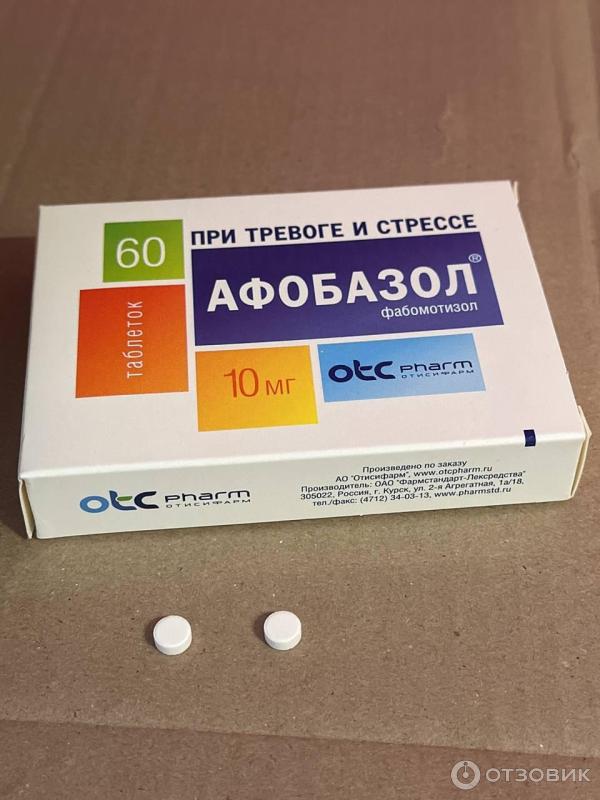 60
ПРИ ТРЕВОГЕ И СТРЕССЕ
таблеток
АФОБАЗОЛ®
фабомотизол
10 мг
otc pharm
ОТИСИФАРМ
otc pharm
ОТИСИФАРМ
Произведено по заказу
АО "Отисифарм", www.otcpharm.ru
Производитель: ОАО "Фармстандарт-Лексредства"
305022, Россия, г. Курск, ул. 2-я Агрегатная, 1а/18,
тел./факс: (4712) 34-03-13, www.pharmstd.ru
ОТЗОВИК